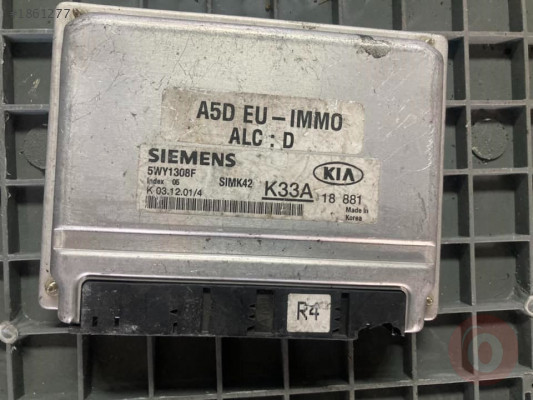 1861277
A5D EU-IMMO
ALC : D
SIEMENS
KIA
5WY1308F
Index 06 SIMK42
K33A 18 881
K 03.12.01/4
Made in
Korea
R4